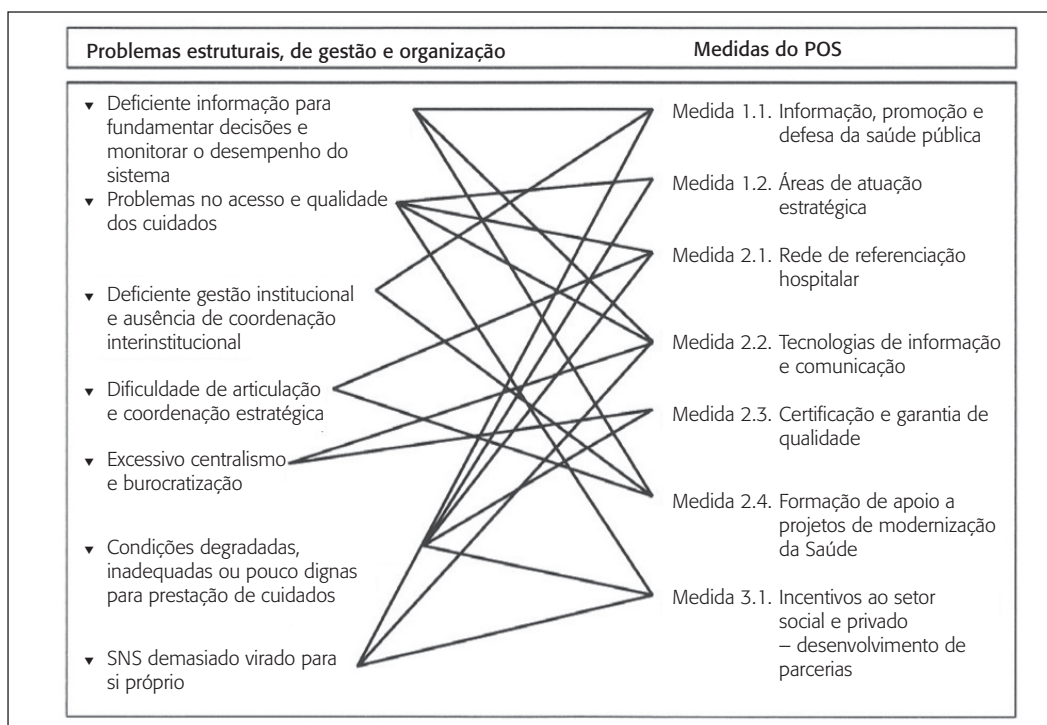 Problemas estruturais, de gestão e organização
Medidas do POS
▾ Deficiente informação para
fundamentar decisões e
monitorar o desempenho do
sistema
▾ Problemas no acesso e qualidade
dos cuidados
▾ Deficiente gestão institucional
e ausência de coordenação
interinstitucional
▾ Dificuldade de articulação
e coordenação estratégica
▾ Excessivo centralismo
e burocratização
▾ Condições degradadas,
inadequadas ou pouco dignas
para prestação de cuidados
▾ SNS demasiado virado para
si próprio
Medida 1.1. Informação, promoção e
defesa da saúde pública
Medida 1.2. Áreas de atuação
estratégica
Medida 2.1. Rede de referenciação
hospitalar
Medida 2.2. Tecnologias de informação
e comunicação
Medida 2.3. Certificação e garantia de
qualidade
Medida 2.4. Formação de apoio a
projetos de modernização
da Saúde
Medida 3.1. Incentivos ao setor
social e privado
– desenvolvimento de
parcerias